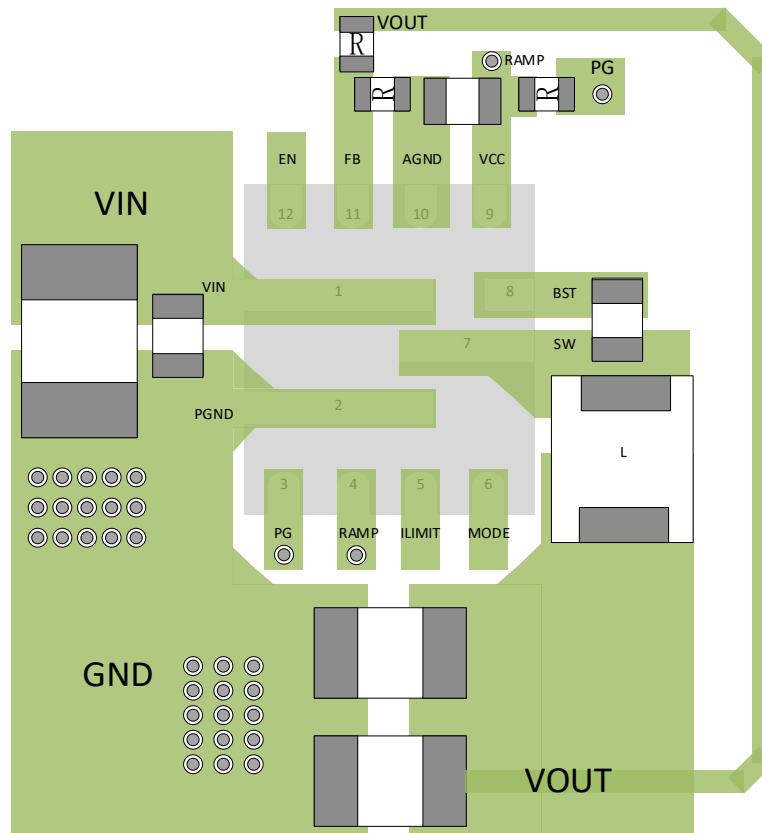 VOUT
R
RAMP
PG
R
R
EN
FB
AGND
VCC
VIN
12
11
10
9
VIN
1
8
BST
7
SW
PGND
2
L
3
4
5
6
PG
RAMP
ILIMIT
MODE
GND
VOUT